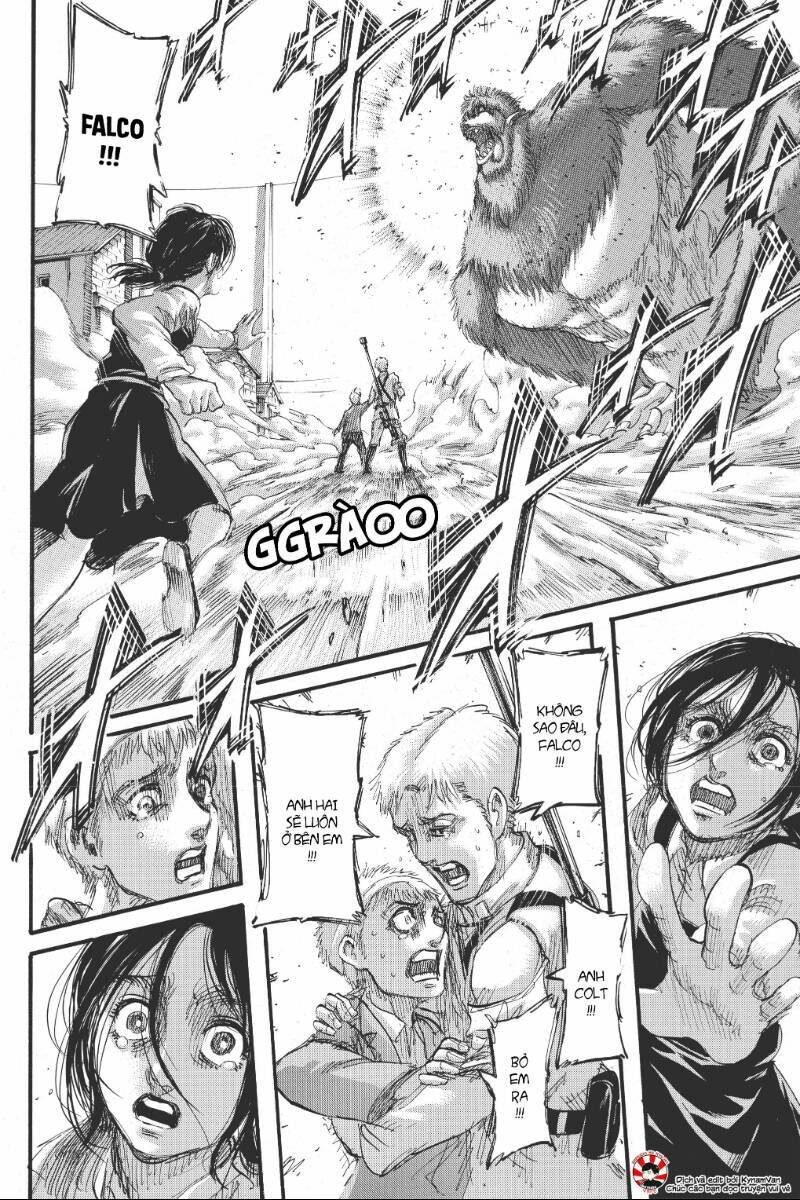 FALCO
!!!
GGRÀOO
KHÔNG
SAO ĐÂU,
FALCO
!!!
ANH HAI
SẼ LUÔN
Ở BÊN EM
!!!
ANH
COLT
!!!
BỎ
EM
RA
!!!
Dịch và edit bởi KynamVan
Chúc các bạn đọc truyện vui vẻ